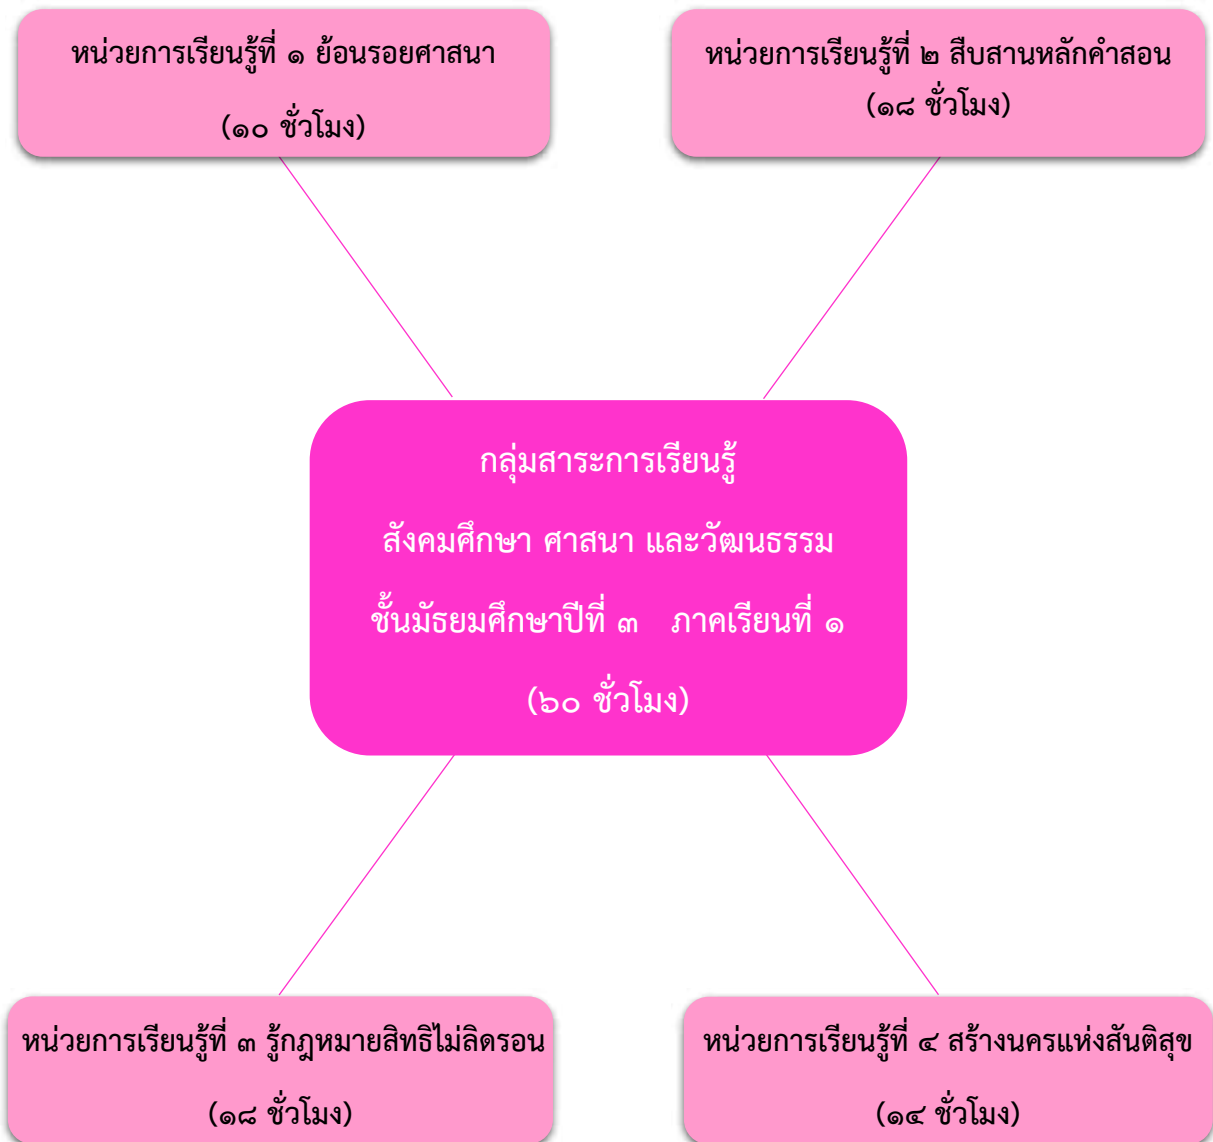 หน่วยการเรียนรู้ที่ ๑ ย้อนรอยศาสนา
(๑๐ ชั่วโมง)
หน่วยการเรียนรู้ที่ ๒ สืบสานหลักคำสอน
(๑๘ ชั่วโมง)
กลุ่มสาระการเรียนรู้
สังคมศึกษา ศาสนา และวัฒนธรรม
ชั้นมัธยมศึกษาปีที่ ๓ ภาคเรียนที่ ๑
(๖๐ ชั่วโมง)
หน่วยการเรียนรู้ที่ ๓ รู้กฎหมายสิทธิไม่ลิดรอน
(๑๘ ชั่วโมง)
หน่วยการเรียนรู้ที่ ๔ สร้างนครแห่งสันติสุข
(๑๔ ชั่วโมง)